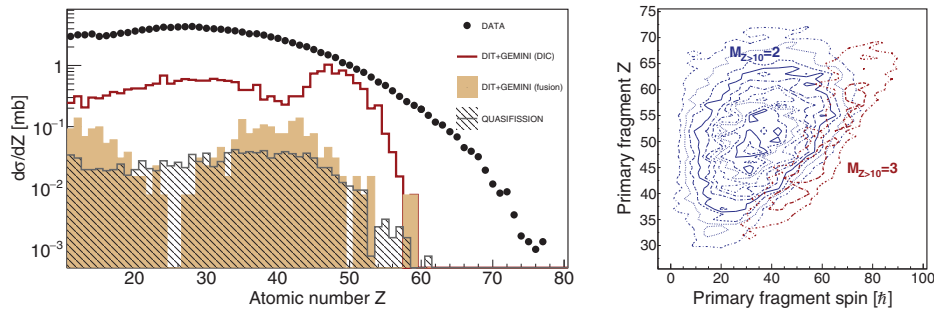 dσ/dZ [mb]
1
10⁻¹
10⁻²
10⁻³
20 30 40 50 60 70 80
Atomic number Z
DATA
DIT+GEMINI (DIC)
DIT+GEMINI (fusion)
QUASIFISSION
Primary fragment Z
75
70
65
60
55
50
45
40
35
30
M_Z>10=2
M_Z>10=3
0 20 40 60 80 100
Primary fragment spin [ℏ]